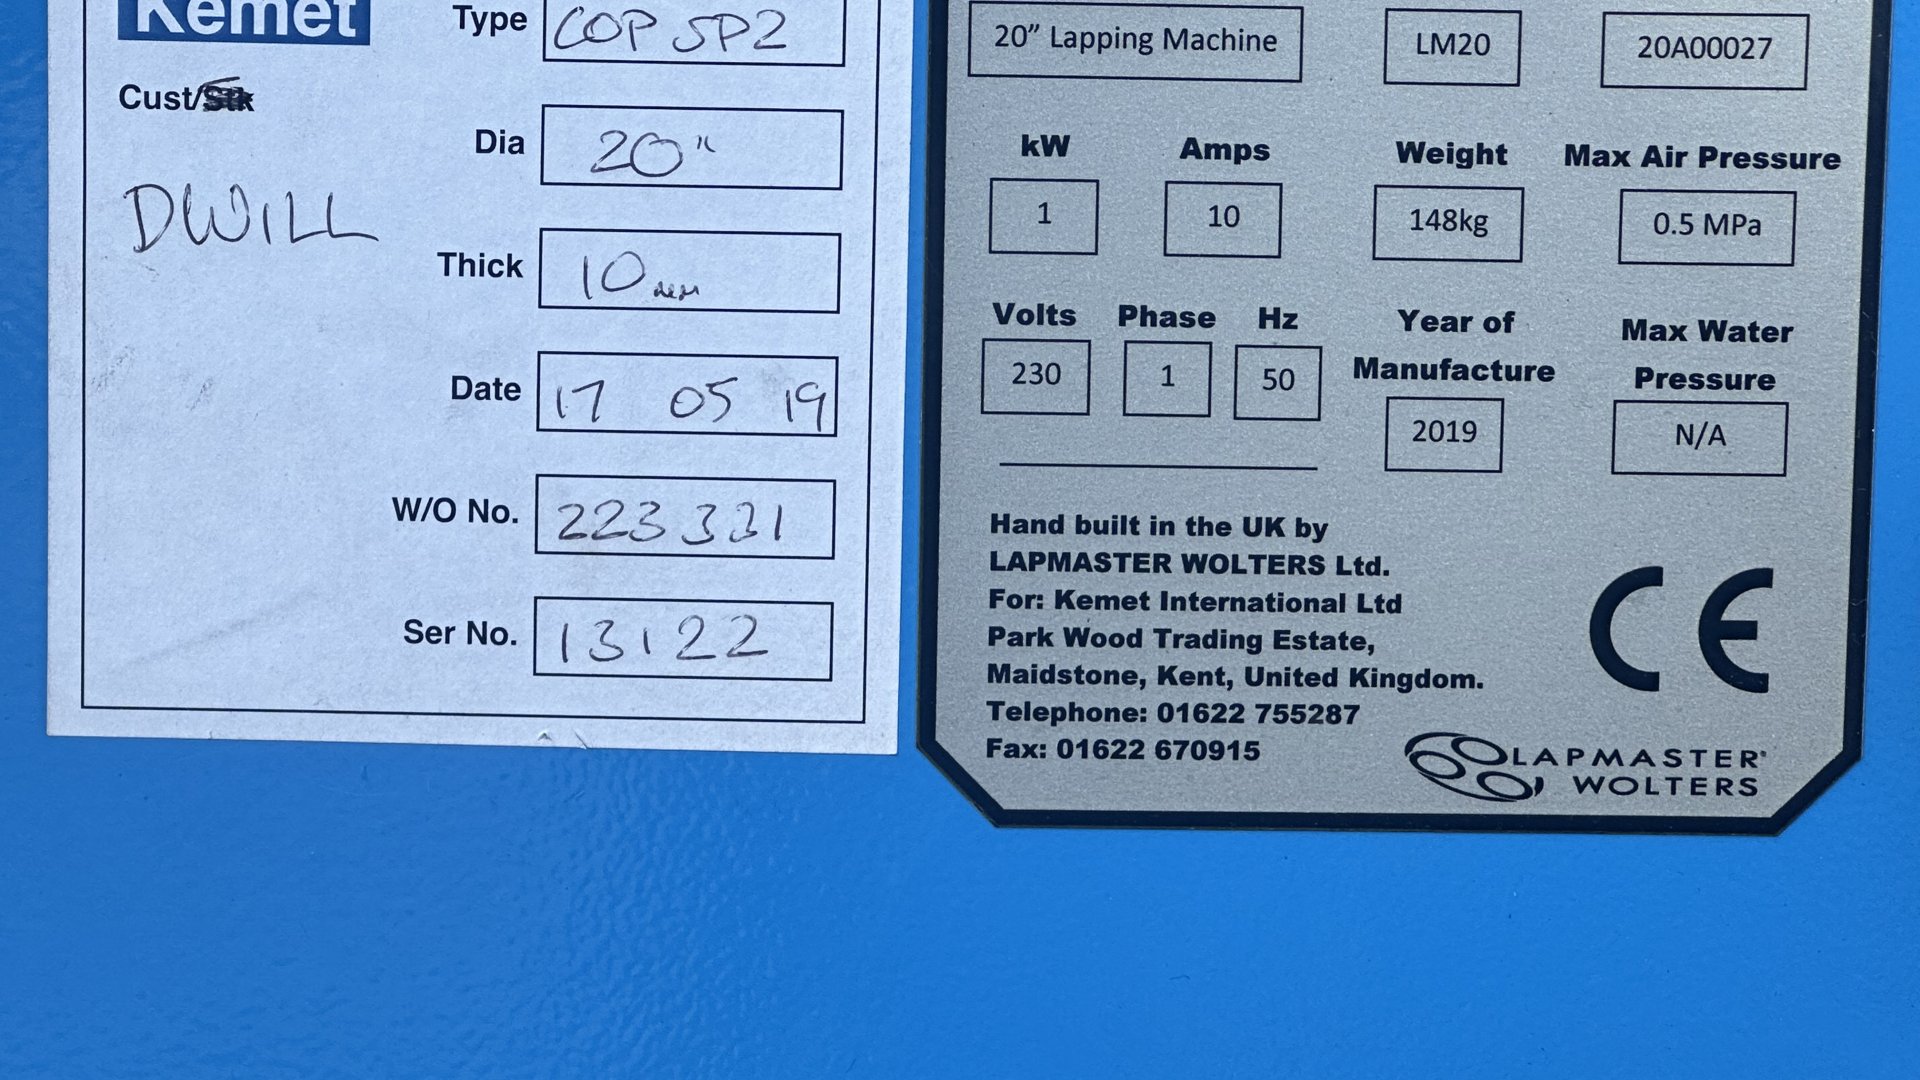 Kemet
Type COP SP2
Cust/Stk
Dia 20"
DWILL
Thick 10mm
Date 17 05 19
W/O No. 223331
Ser No. 13122
20” Lapping Machine LM20 20A00027
kW Amps Weight Max Air Pressure
1 10 148kg 0.5 MPa
Volts Phase Hz Year of Manufacture Max Water Pressure
230 1 50 2019 N/A
Hand built in the UK by
LAPMASTER WOLTERS Ltd.
For: Kemet International Ltd
Park Wood Trading Estate,
Maidstone, Kent, United Kingdom.
Telephone: 01622 755287
Fax: 01622 670915
CE
LAPMASTER®
WOLTERS